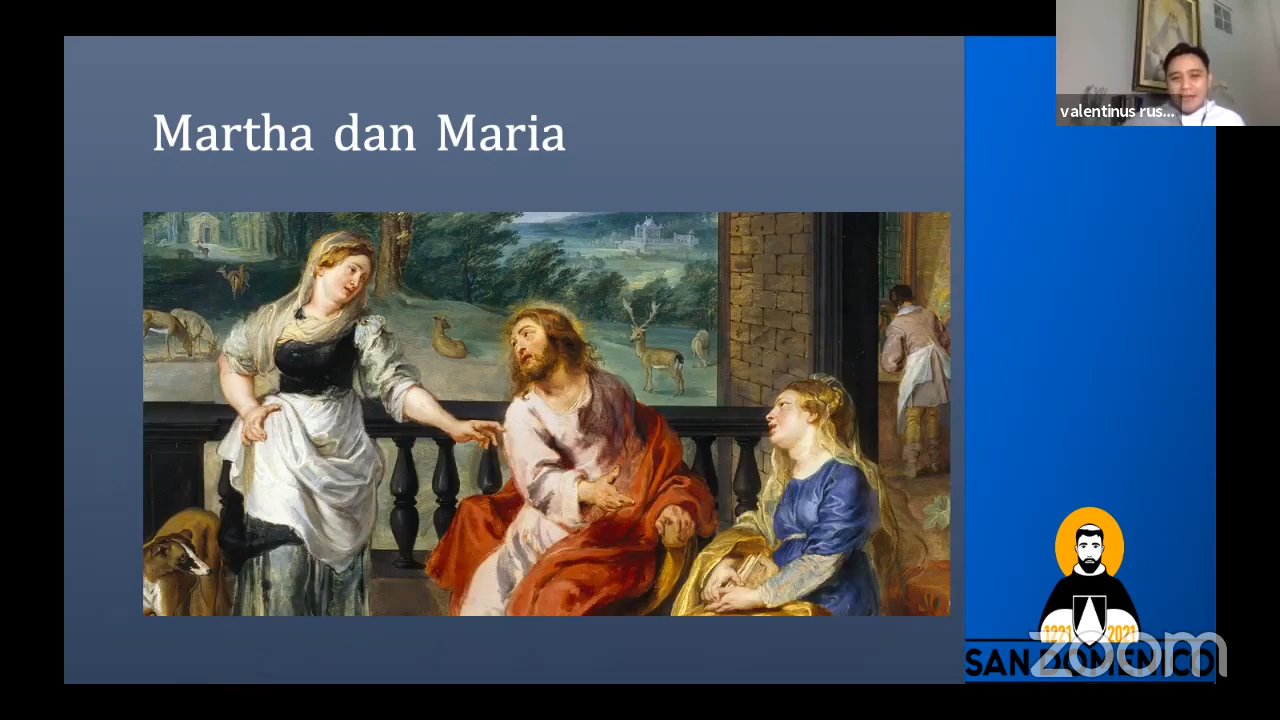 Martha dan Maria
valentinus rus...
1221 2021
SAN DOMENICO
zoom